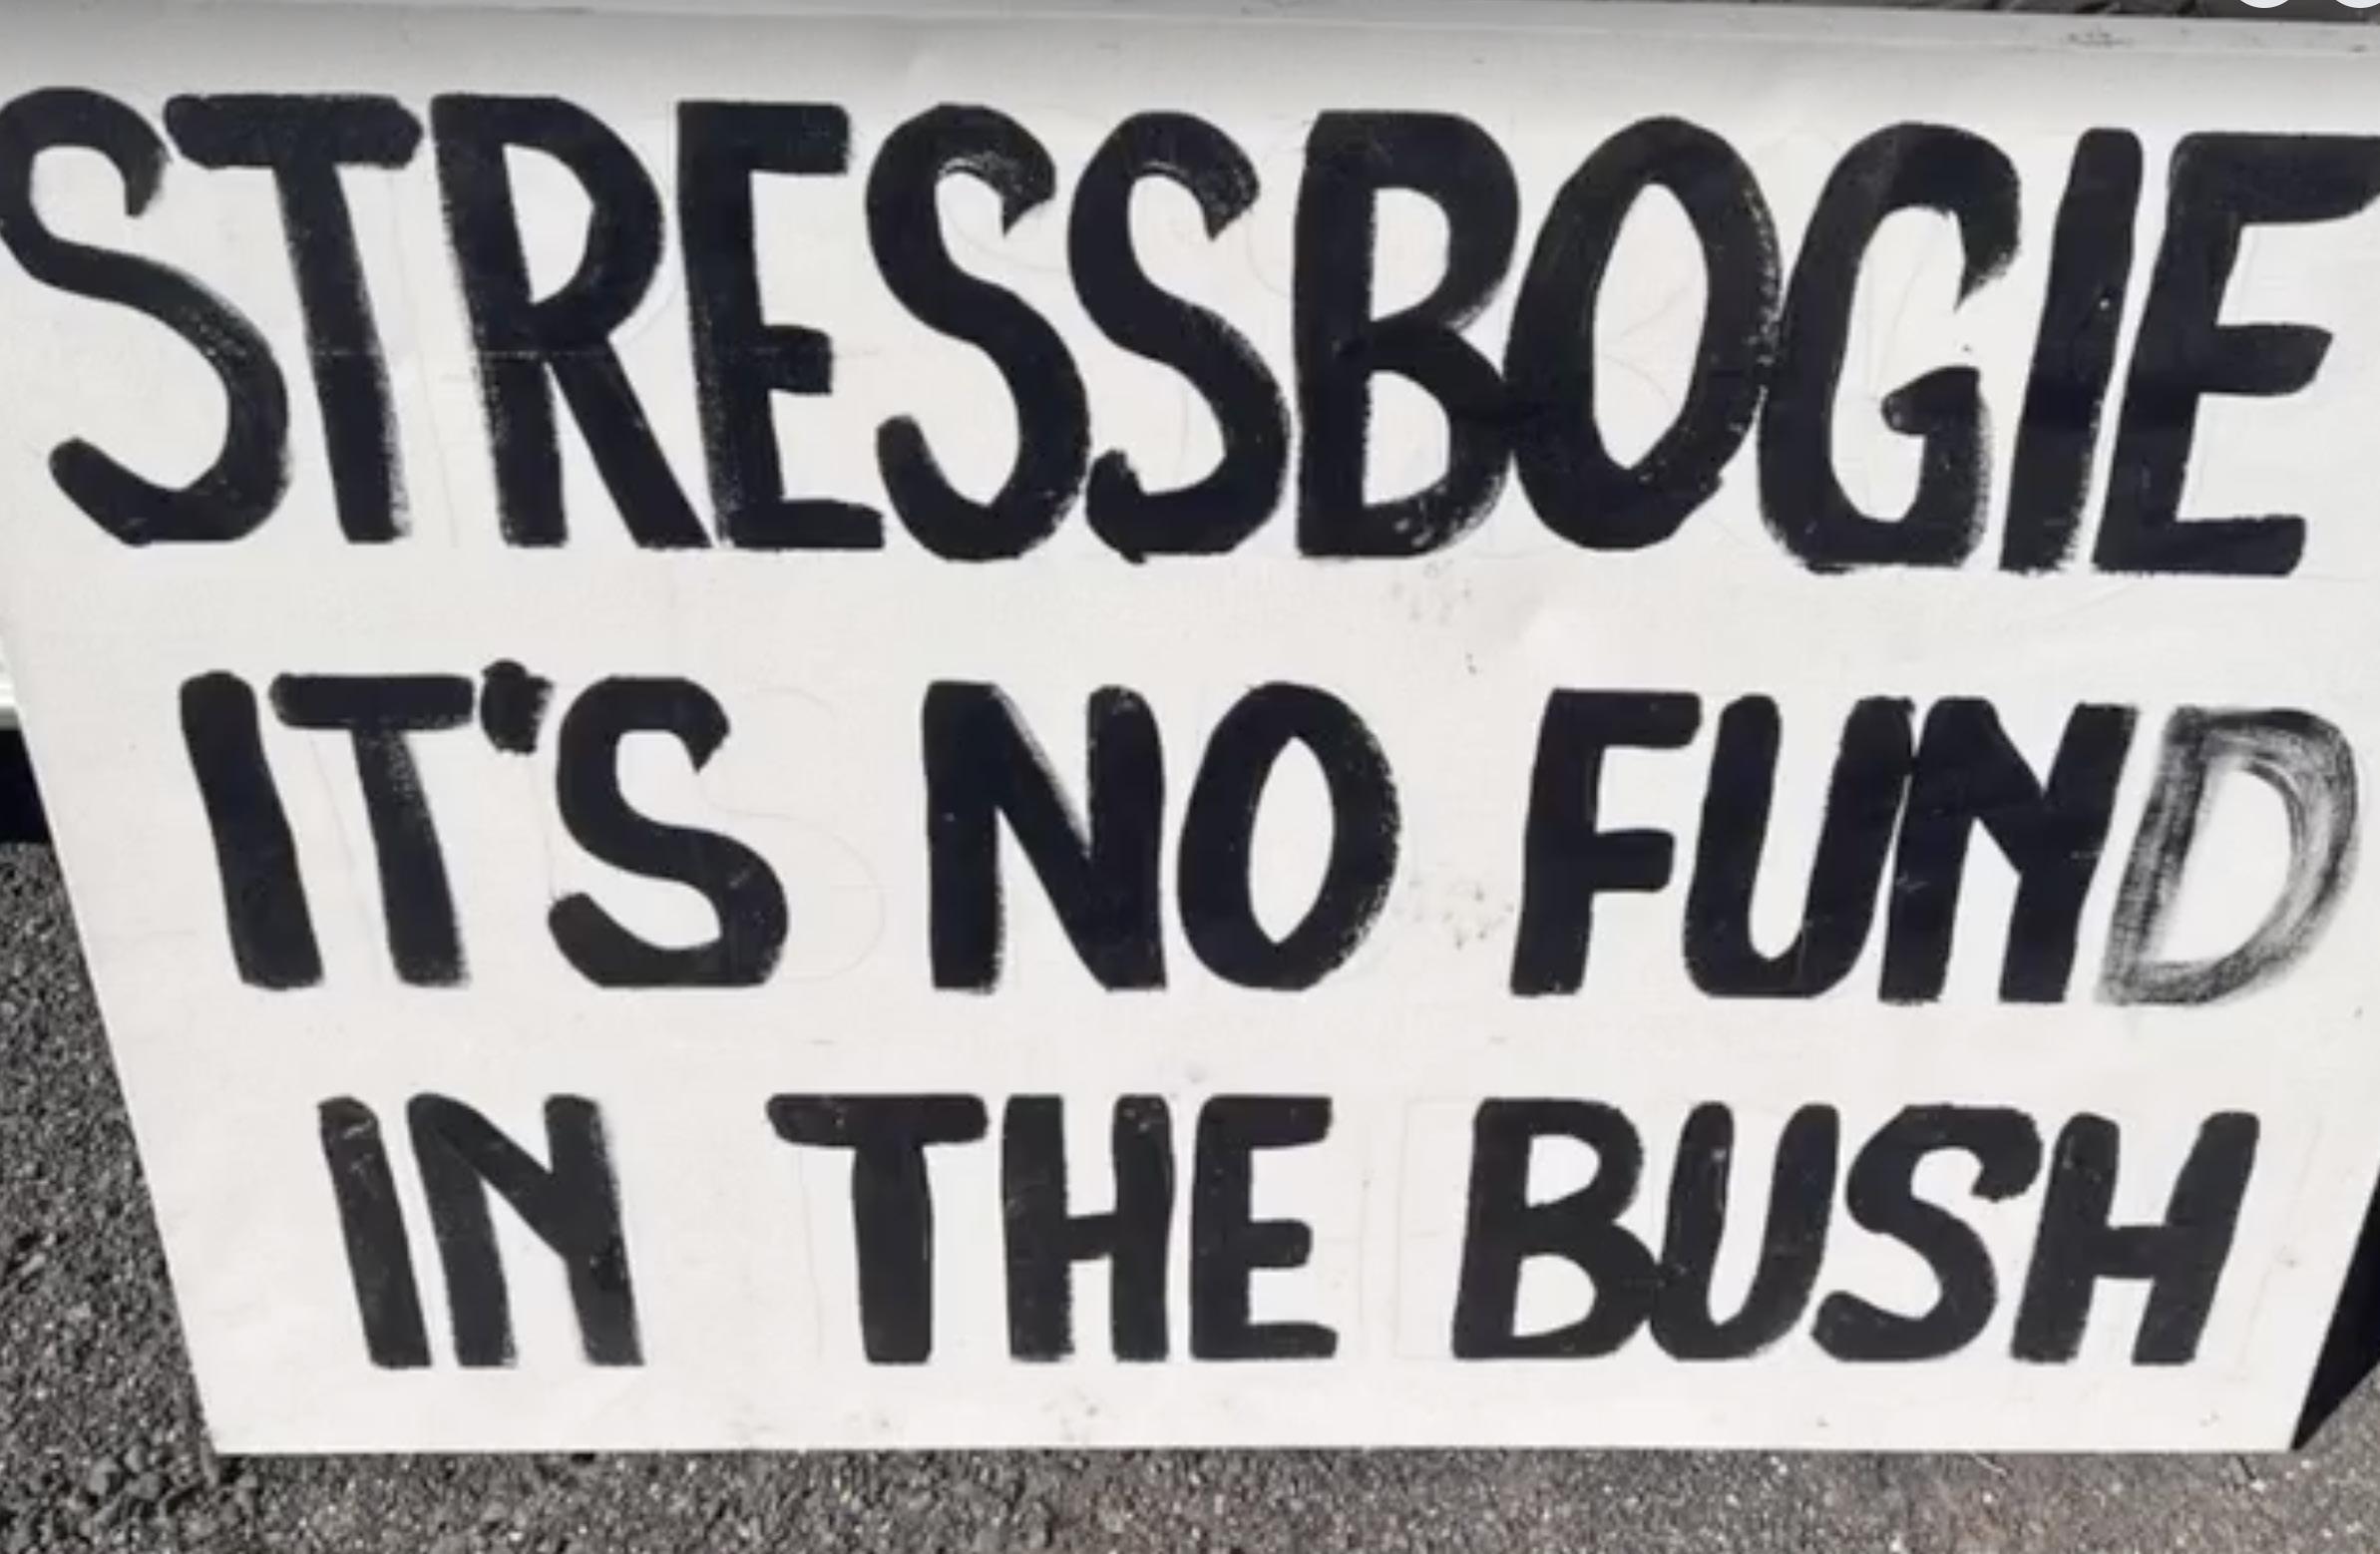 STRESSBOGIE
IT'S NO FUND
IN THE BUSH